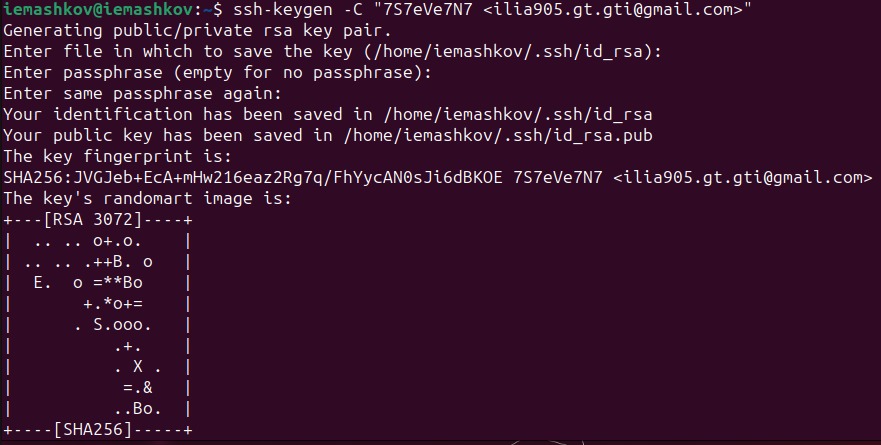 iemashkov@iemashkov:~$ ssh-keygen -C "7S7eVe7N7 <ilia905.gt.gti@gmail.com>"
Generating public/private rsa key pair.
Enter file in which to save the key (/home/iemashkov/.ssh/id_rsa):
Enter passphrase (empty for no passphrase):
Enter same passphrase again:
Your identification has been saved in /home/iemashkov/.ssh/id_rsa
Your public key has been saved in /home/iemashkov/.ssh/id_rsa.pub
The key fingerprint is:
SHA256:JVGJeb+EcA+mHw216eaz2Rg7q/FhYycAN0sJi6dBKOE 7S7eVe7N7 <ilia905.gt.gti@gmail.com>
The key's randomart image is:
+---[RSA 3072]----+
|  .. .. o+.o.    |
| .. .. .++B. o   |
|  E.  o =**Bo    |
|       +.*o+=    |
|      . S.ooo.   |
|          .+.    |
|          . X .  |
|           =.&   |
|          ..Bo.  |
+----[SHA256]-----+